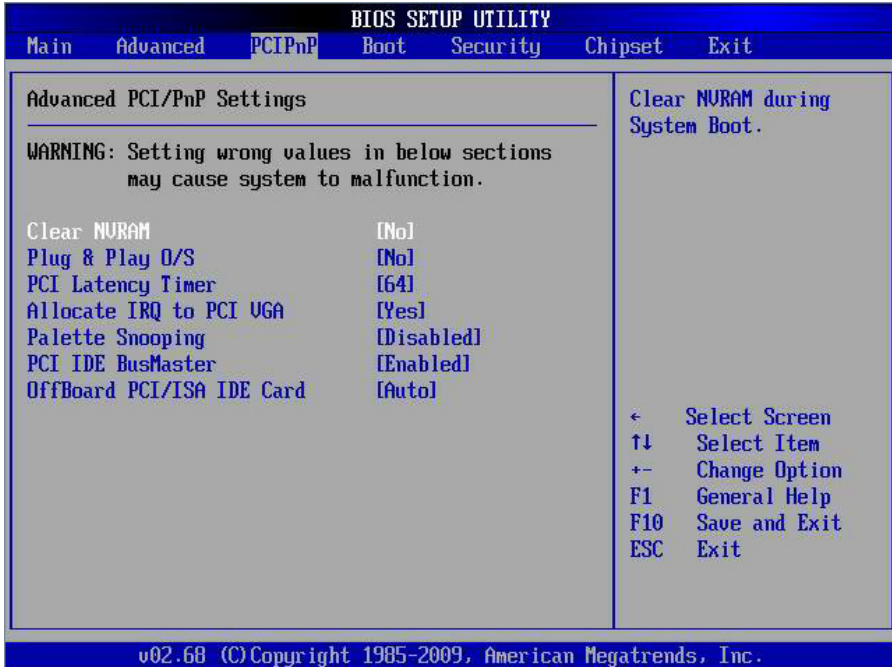 BIOS SETUP UTILITY
Main Advanced PCIPnP Boot Security Chipset Exit
Advanced PCI/PnP Settings
WARNING: Setting wrong values in below sections
may cause system to malfunction.
Clear NVRAM [No]
Plug & Play O/S [No]
PCI Latency Timer [64]
Allocate IRQ to PCI VGA [Yes]
Palette Snooping [Disabled]
PCI IDE BusMaster [Enabled]
OffBoard PCI/ISA IDE Card [Auto]
Clear NVRAM during
System Boot.
← Select Screen
↑↓ Select Item
+- Change Option
F1 General Help
F10 Save and Exit
ESC Exit
v02.68 (C)Copyright 1985-2009, American Megatrends, Inc.